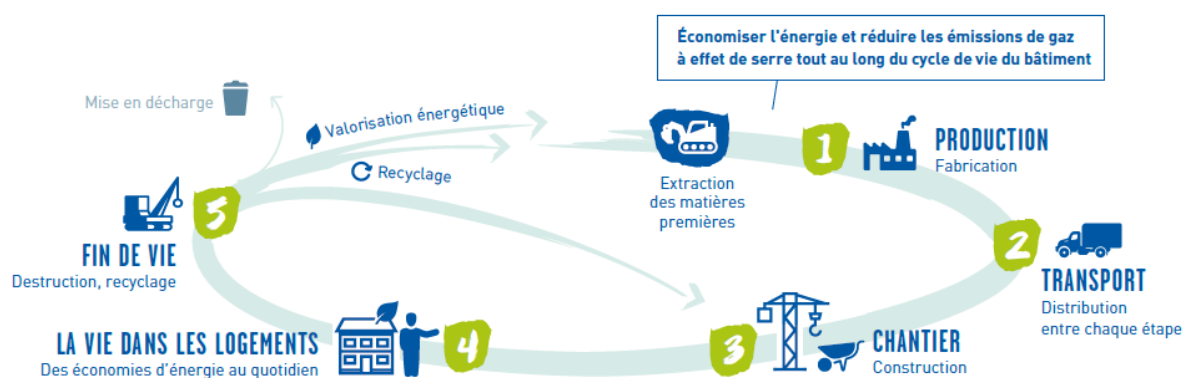 Économiser l'énergie et réduire les émissions de gaz
à effet de serre tout au long du cycle de vie du bâtiment
Mise en décharge
Valorisation énergétique
Recyclage
Extraction
des matières
premières
1
PRODUCTION
Fabrication
2
TRANSPORT
Distribution
entre chaque étape
3
CHANTIER
Construction
4
LA VIE DANS LES LOGEMENTS
Des économies d'énergie au quotidien
5
FIN DE VIE
Destruction, recyclage